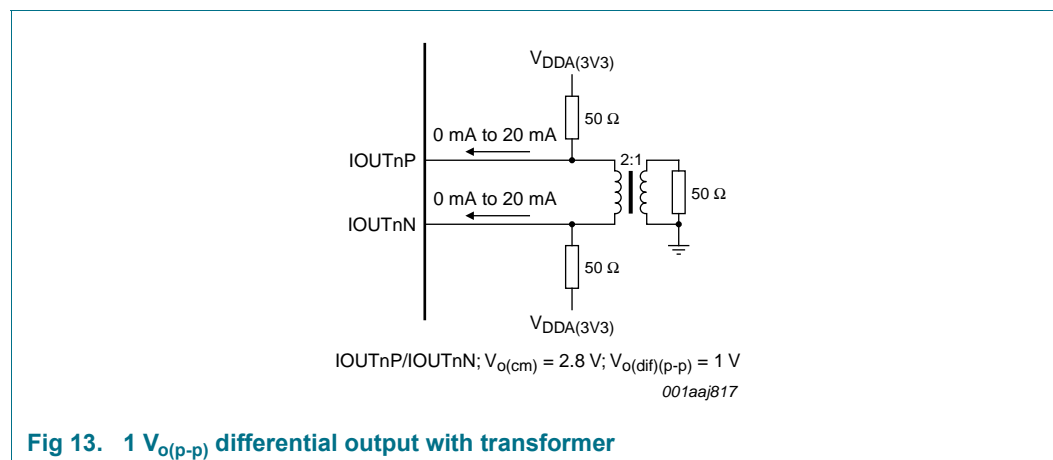 VDDA(3V3)
50 Ω
0 mA to 20 mA
IOUTnP
2:1
0 mA to 20 mA
50 Ω
IOUTnN
50 Ω
VDDA(3V3)
IOUTnP/IOUTnN; Vo(cm) = 2.8 V; Vo(dif)(p-p) = 1 V
001aaj817
Fig 13. 1 Vo(p-p) differential output with transformer